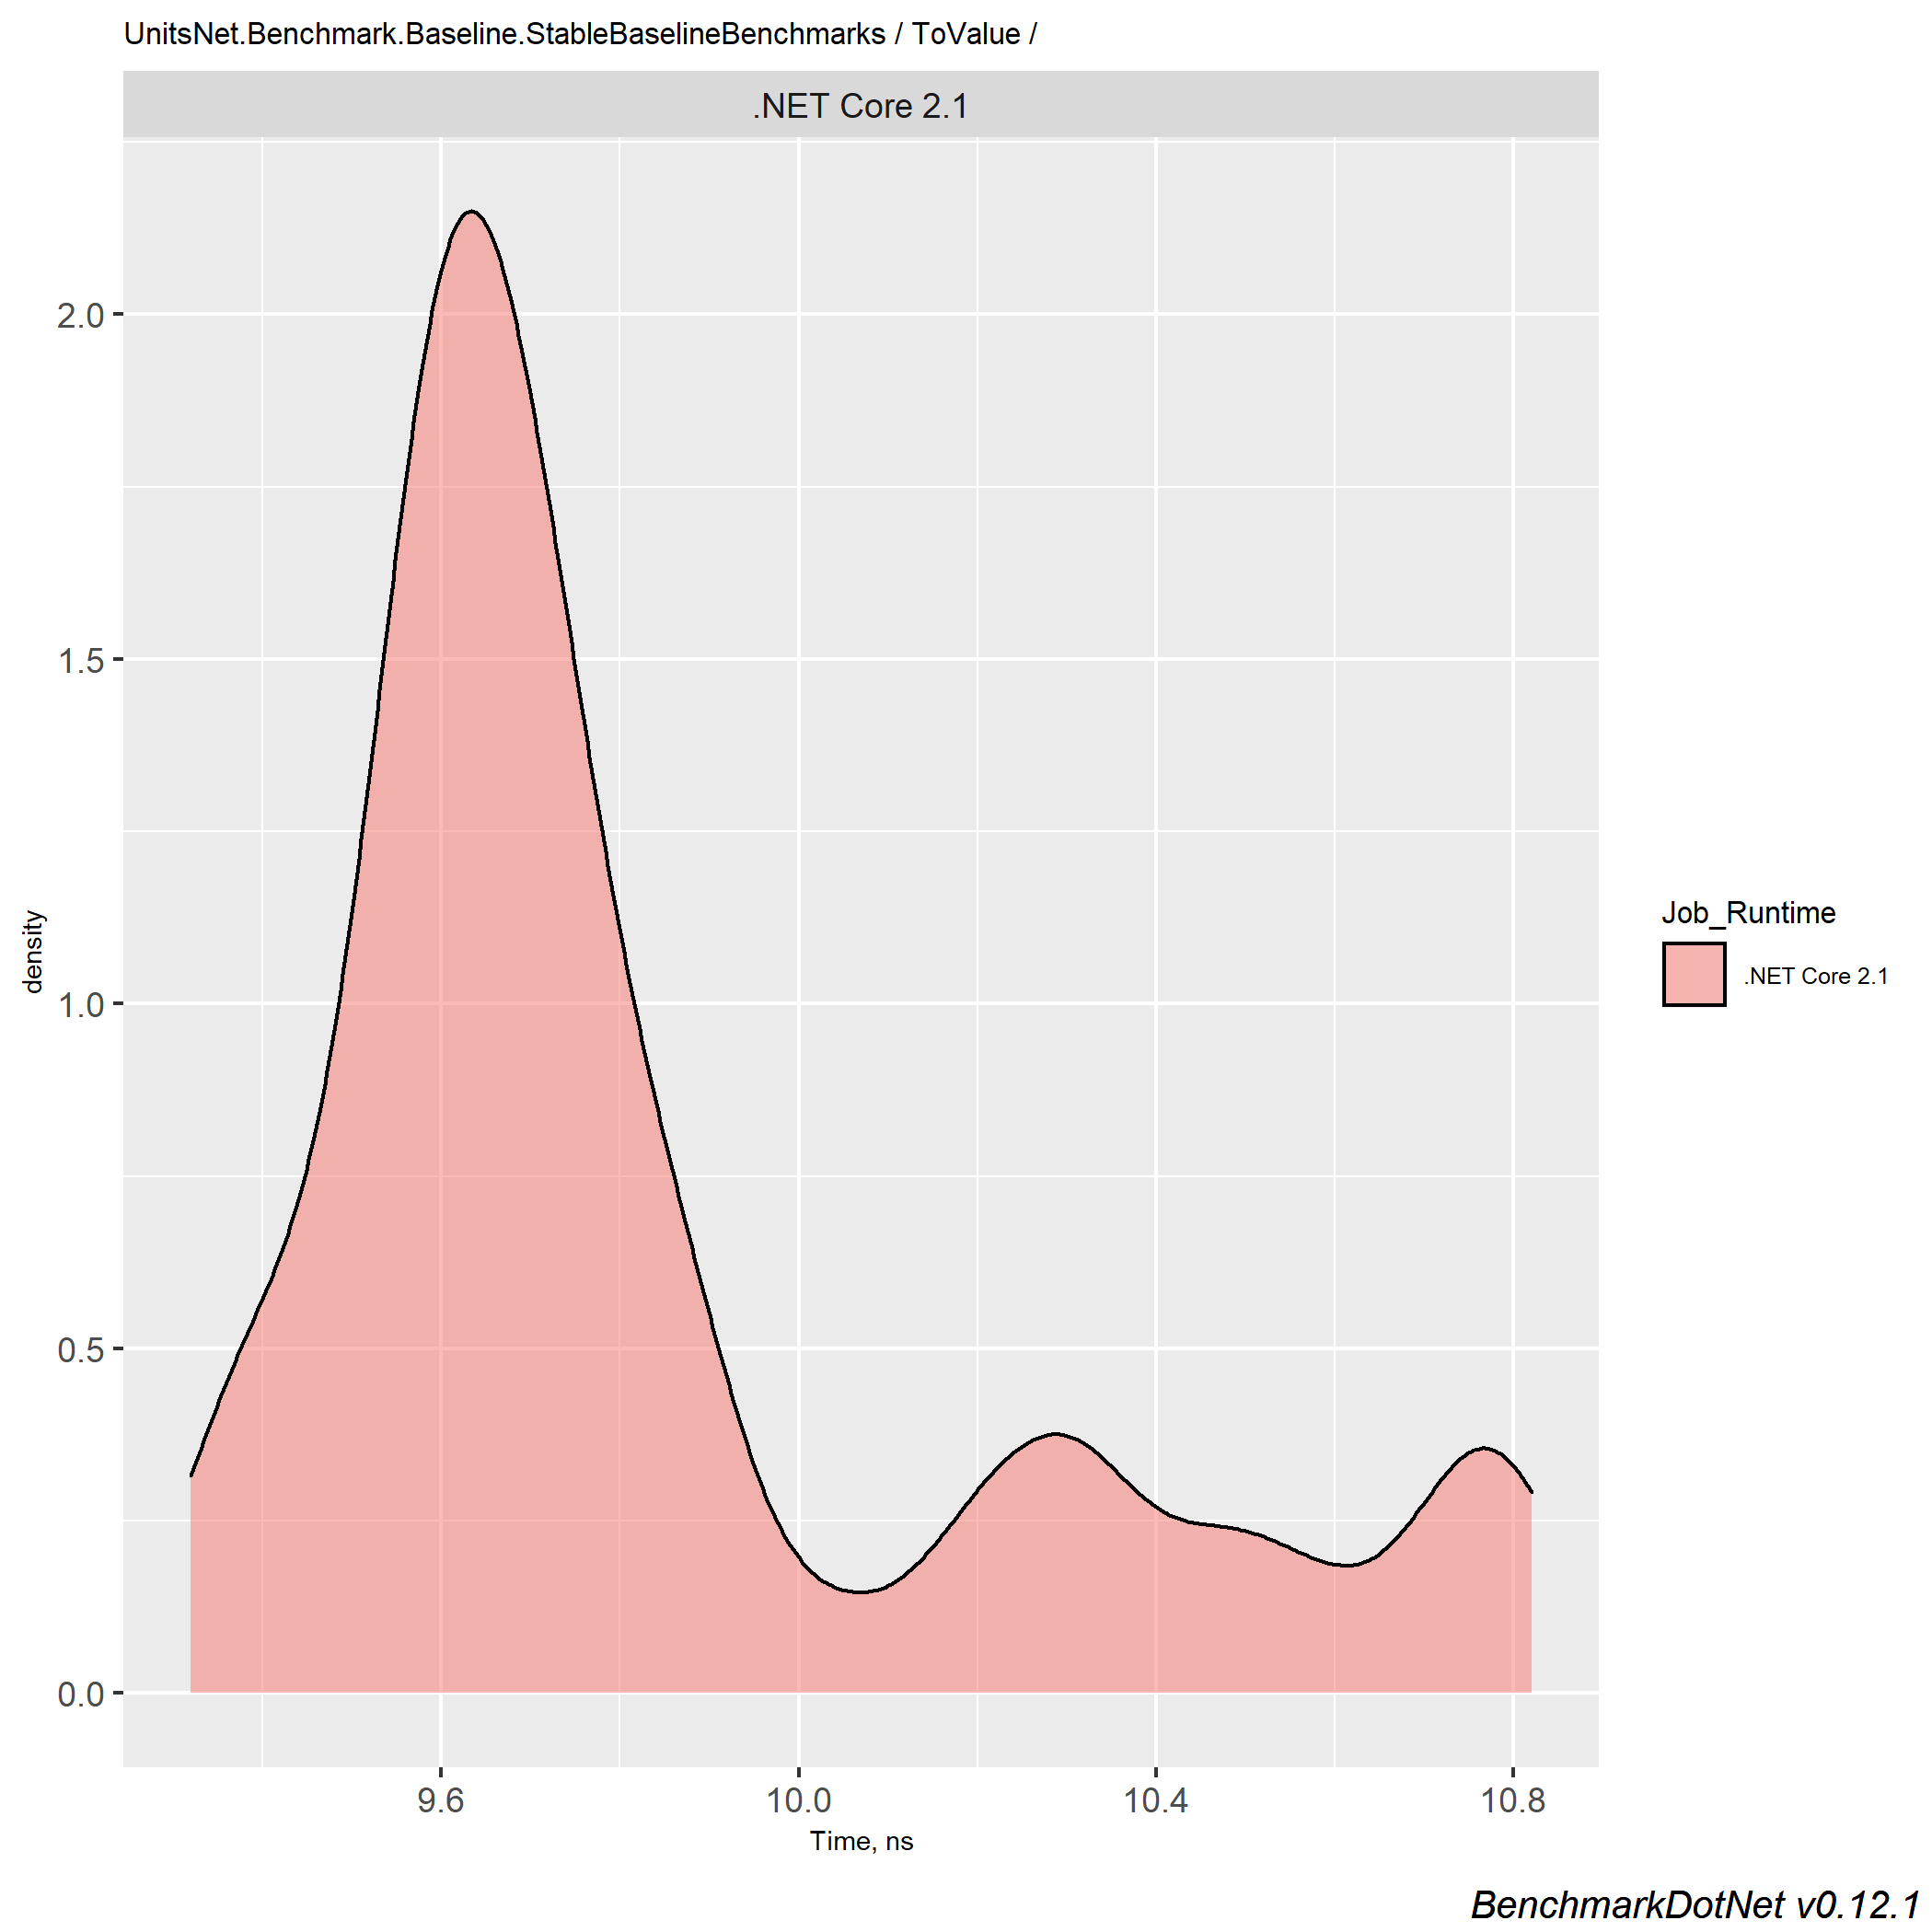 UnitsNet.Benchmark.Baseline.StableBaselineBenchmarks / ToValue /
.NET Core 2.1
2.0
1.5
1.0
0.5
0.0
density
9.6 10.0 10.4 10.8
Time, ns
Job_Runtime
.NET Core 2.1
BenchmarkDotNet v0.12.1